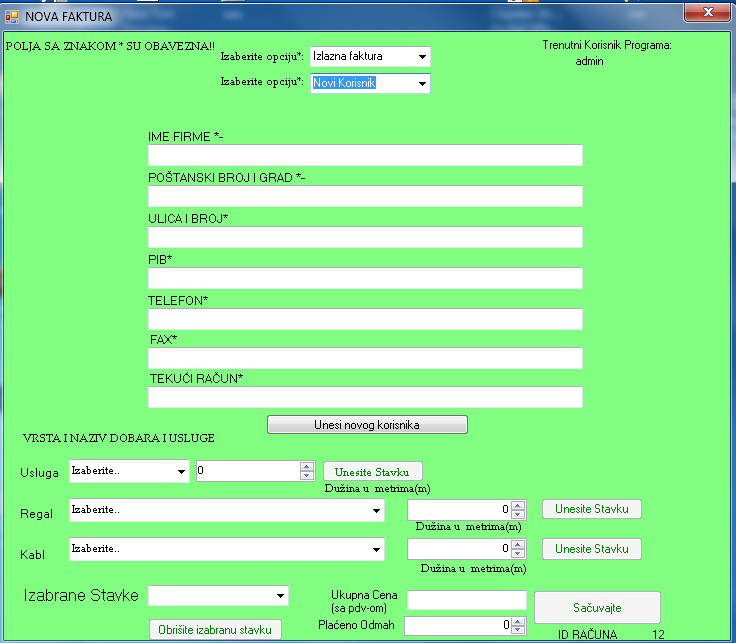 NOVA FAKTURA
POLJA SA ZNAKOM * SU OBAVEZNA!!
Izaberite opciju*: Izlazna faktura
Trenutni Korisnik Programa:
admin
Izaberite opciju*: Novi Korisnik
IME FIRME *-
POŠTANSKI BROJ I GRAD *-
ULICA I BROJ*
PIB*
TELEFON*
FAX*
TEKUĆI RAČUN*
Unesi novog korisnika
VRSTA I NAZIV DOBARA I USLUGE
Usluga Izaberite.. 0 Unesite Stavku
Dužina u metrima(m)
Regal Izaberite.. 0 Unesite Stavku
Dužina u metrima(m)
Kabl Izaberite.. 0 Unesite Stavku
Dužina u metrima(m)
Izabrane Stavke
Ukupna Cena
(sa pdv-om)
Sačuvajte
Obrišite izabranu stavku
Plaćeno Odmah 0
ID RAČUNA 12